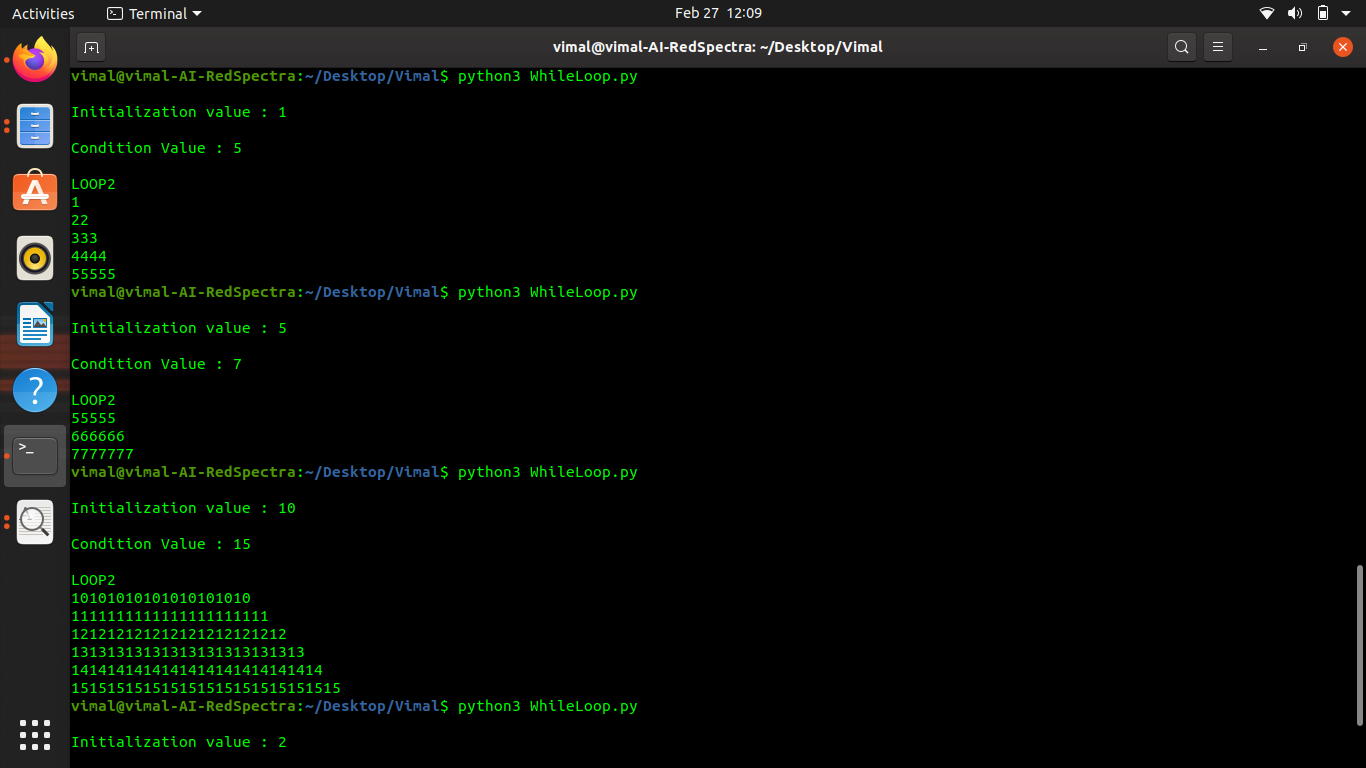 Activities
Terminal
Feb 27 12:09
vimal@vimal-AI-RedSpectra: ~/Desktop/Vimal
vimal@vimal-AI-RedSpectra:~/Desktop/Vimal$ python3 WhileLoop.py
Initialization value : 1
Condition Value : 5
LOOP2
1
22
333
4444
55555
vimal@vimal-AI-RedSpectra:~/Desktop/Vimal$ python3 WhileLoop.py
Initialization value : 5
Condition Value : 7
LOOP2
55555
666666
7777777
vimal@vimal-AI-RedSpectra:~/Desktop/Vimal$ python3 WhileLoop.py
Initialization value : 10
Condition Value : 15
LOOP2
10101010101010101010
1111111111111111111111
121212121212121212121212
13131313131313131313131313
1414141414141414141414141414
151515151515151515151515151515
vimal@vimal-AI-RedSpectra:~/Desktop/Vimal$ python3 WhileLoop.py
Initialization value : 2